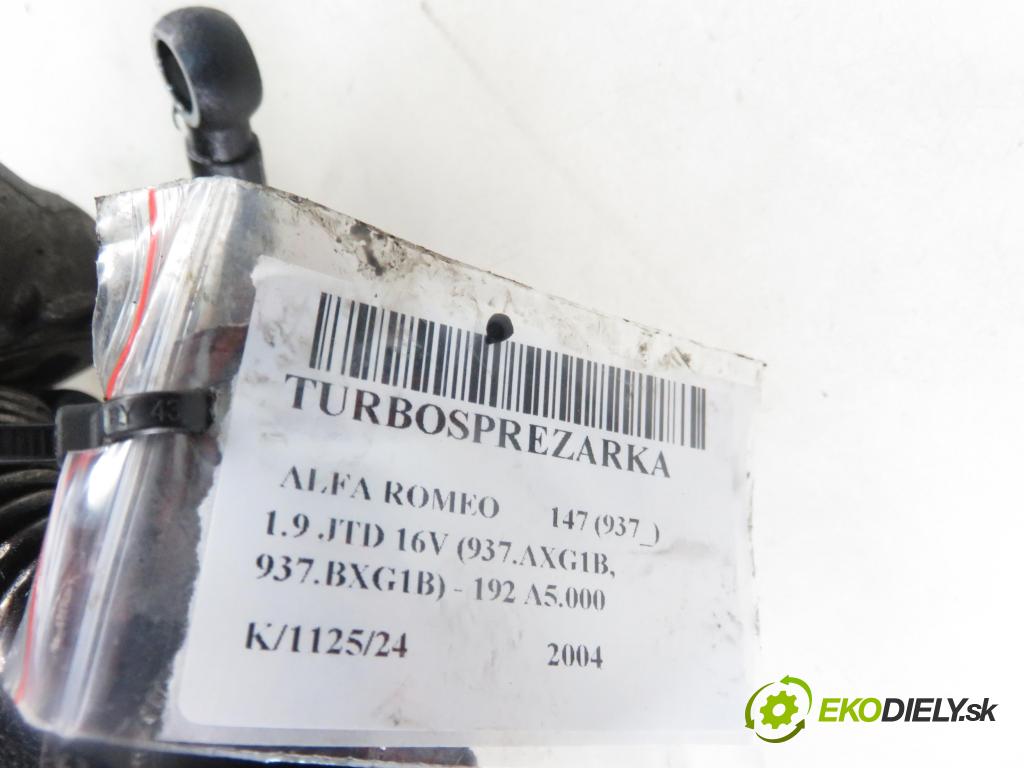 TURBOSPREZARKA
ALFA ROMEO 147 (937_)
1.9 JTD 16V (937.AXG1B,
937.BXG1B) - 192 A5.000
K/1125/24 2004
EKODIELY.sk